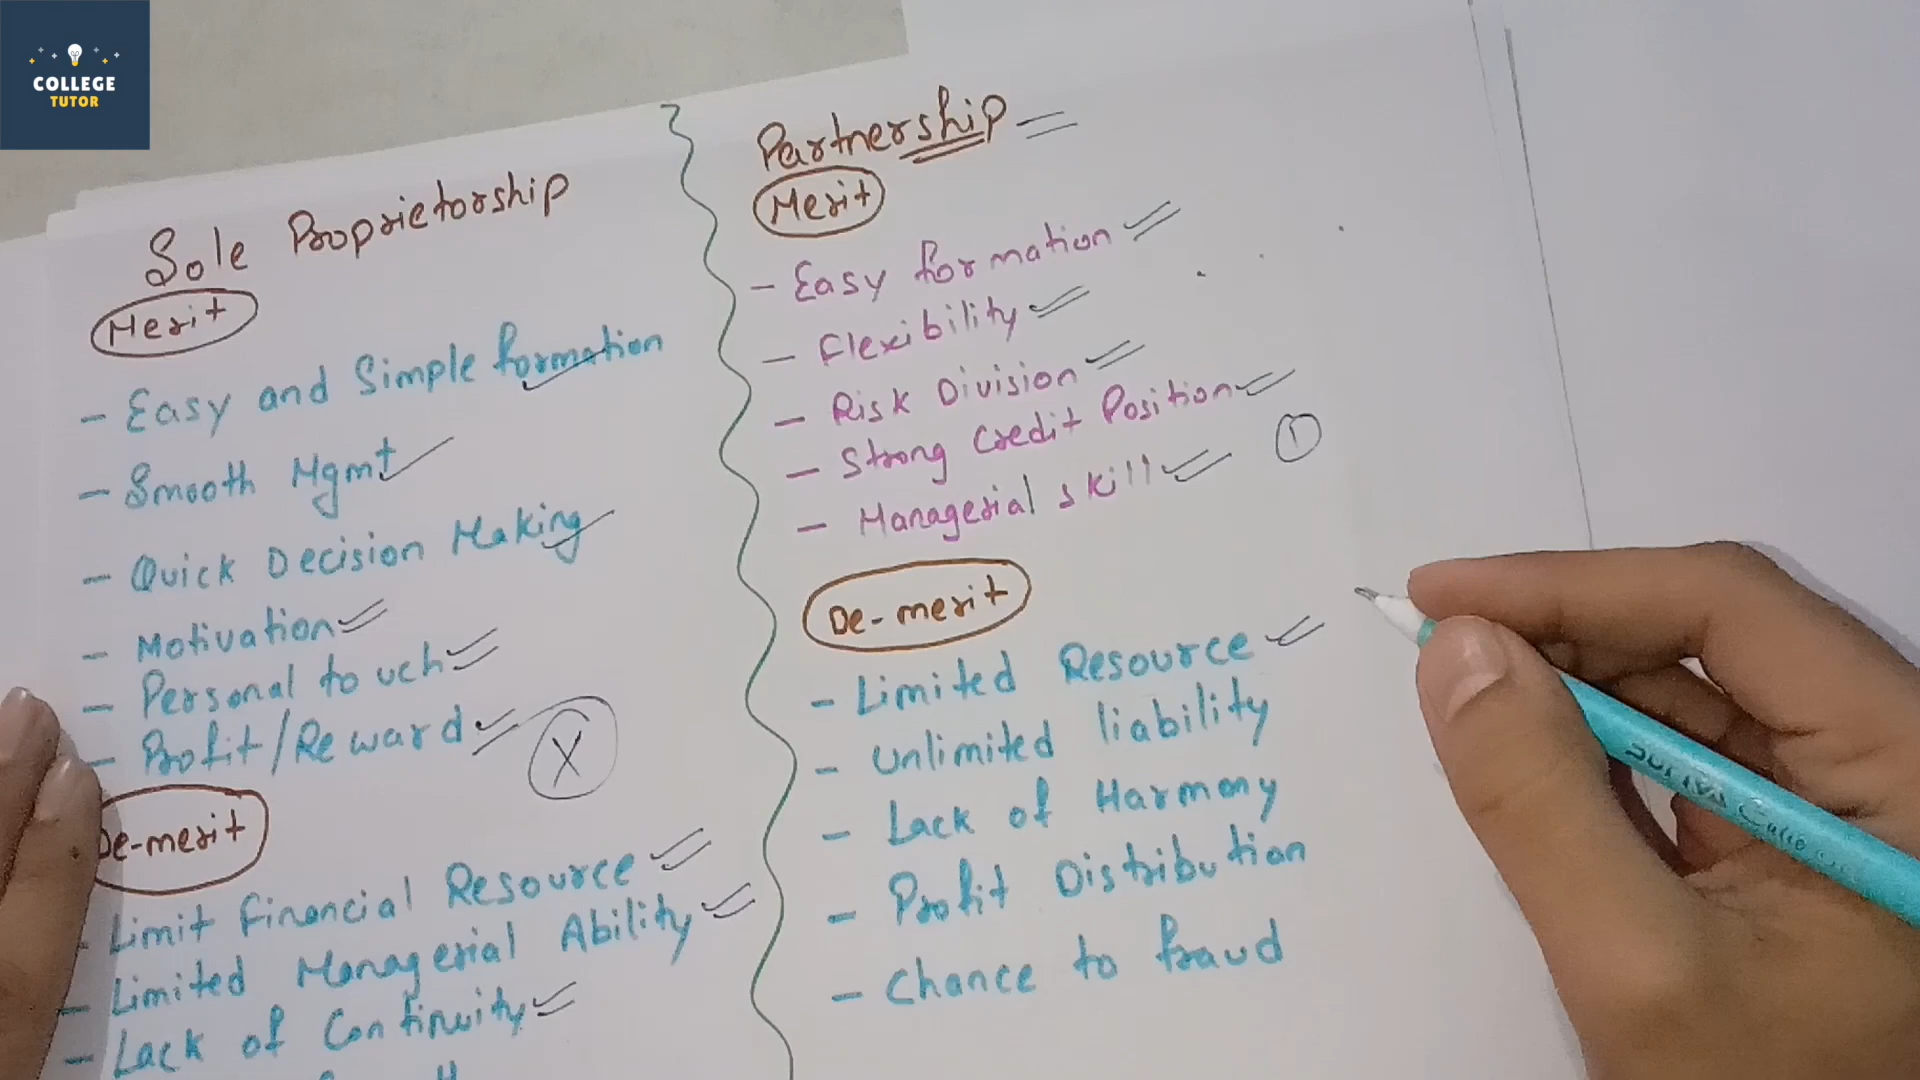 COLLEGE
TUTOR
Sole Proprietorship
Merit
- Easy and Simple formation
- Smooth Mgmt
- Quick Decision Making
- Motivation
- Personal touch
- Profit/Reward
X
De-merit
- Limit Financial Resource
- Limited Managerial Ability
- Lack of Continuity
Partnership
Merit
- Easy formation
- Flexibility
- Risk Division
- Strong Credit Position
- Managerial skill
De-merit
- Limited Resource
- Unlimited liability
- Lack of Harmony
- Profit Distribution
- Chance to fraud